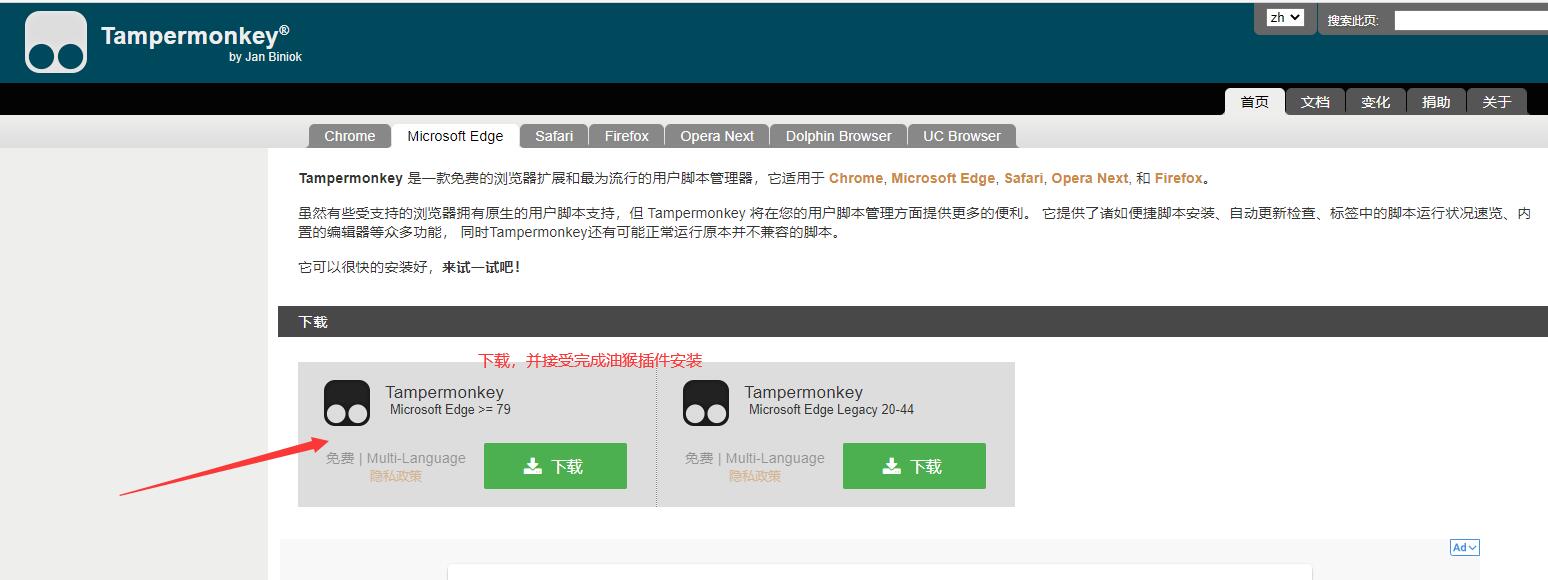 Tampermonkey®
by Jan Biniok
zh
搜索此页:
首页 文档 变化 捐助 关于
Chrome Microsoft Edge Safari Firefox Opera Next Dolphin Browser UC Browser
Tampermonkey 是一款免费的浏览器扩展和最为流行的用户脚本管理器，它适用于 Chrome, Microsoft Edge, Safari, Opera Next, 和 Firefox。
虽然有些受支持的浏览器拥有原生的用户脚本支持，但 Tampermonkey 将在您的用户脚本管理方面提供更多的便利。 它提供了诸如便捷脚本安装、自动更新检查、标签中的脚本运行状况速览、内
置的编辑器等众多功能， 同时Tampermonkey还有可能正常运行原本并不兼容的脚本。
它可以很快的安装好，来试一试吧！
下载
下载，并接受完成油猴插件安装
Tampermonkey
Microsoft Edge >= 79
免费 | Multi-Language
隐私政策
下载
Tampermonkey
Microsoft Edge Legacy 20-44
免费 | Multi-Language
隐私政策
下载
Ad